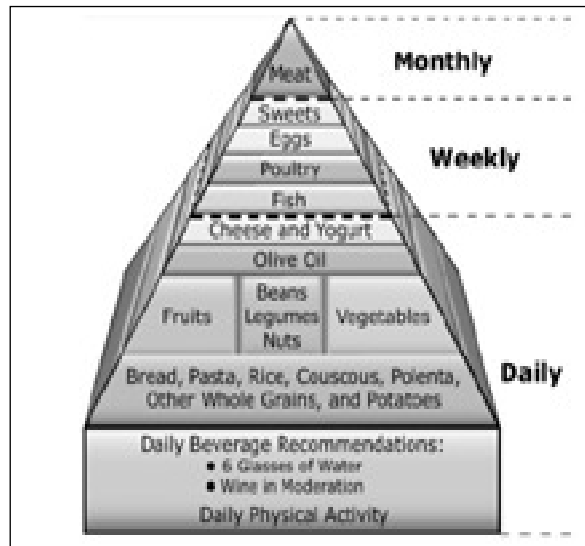 Meat
Monthly
Sweets
Eggs
Poultry
Fish
Weekly
Cheese and Yogurt
Olive Oil
Fruits
Beans
Legumes
Nuts
Vegetables
Bread, Pasta, Rice, Couscous, Polenta,
Other Whole Grains, and Potatoes
Daily
Daily Beverage Recommendations:
● 6 Glasses of Water
● Wine in Moderation
Daily Physical Activity